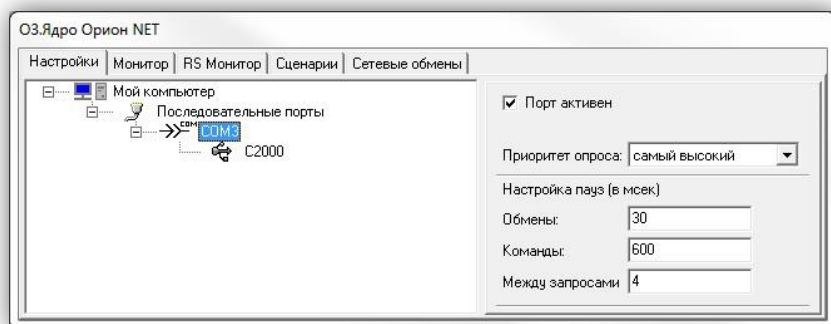 О3.Ядро Орион NET
Настройки Монитор RS Монитор Сценарии Сетевые обмены
Мой компьютер
Последовательные порты
COM COM3
С2000
Порт активен
Приоритет опроса: самый высокий
Настройка пауз (в мсек)
Обмены: 30
Команды: 600
Между запросами 4